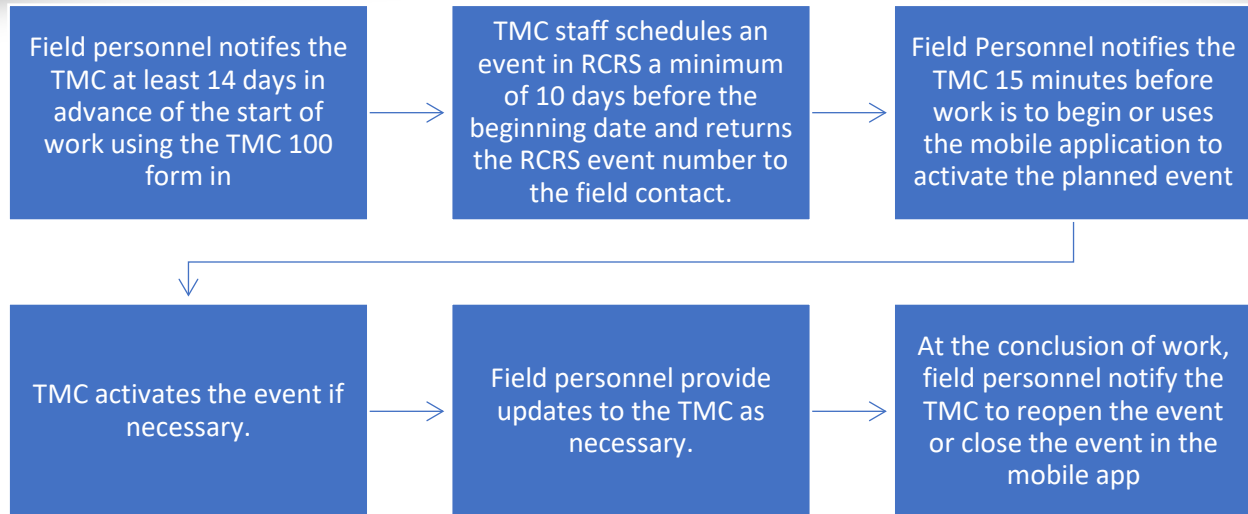 Field personnel notifes the
TMC at least 14 days in
advance of the start of
work using the TMC 100
form in
TMC staff schedules an
event in RCRS a minimum
of 10 days before the
beginning date and returns
the RCRS event number to
the field contact.
Field Personnel notifies the
TMC 15 minutes before
work is to begin or uses
the mobile application to
activate the planned event
TMC activates the event if
necessary.
Field personnel provide
updates to the TMC as
necessary.
At the conclusion of work,
field personnel notify the
TMC to reopen the event
or close the event in the
mobile app